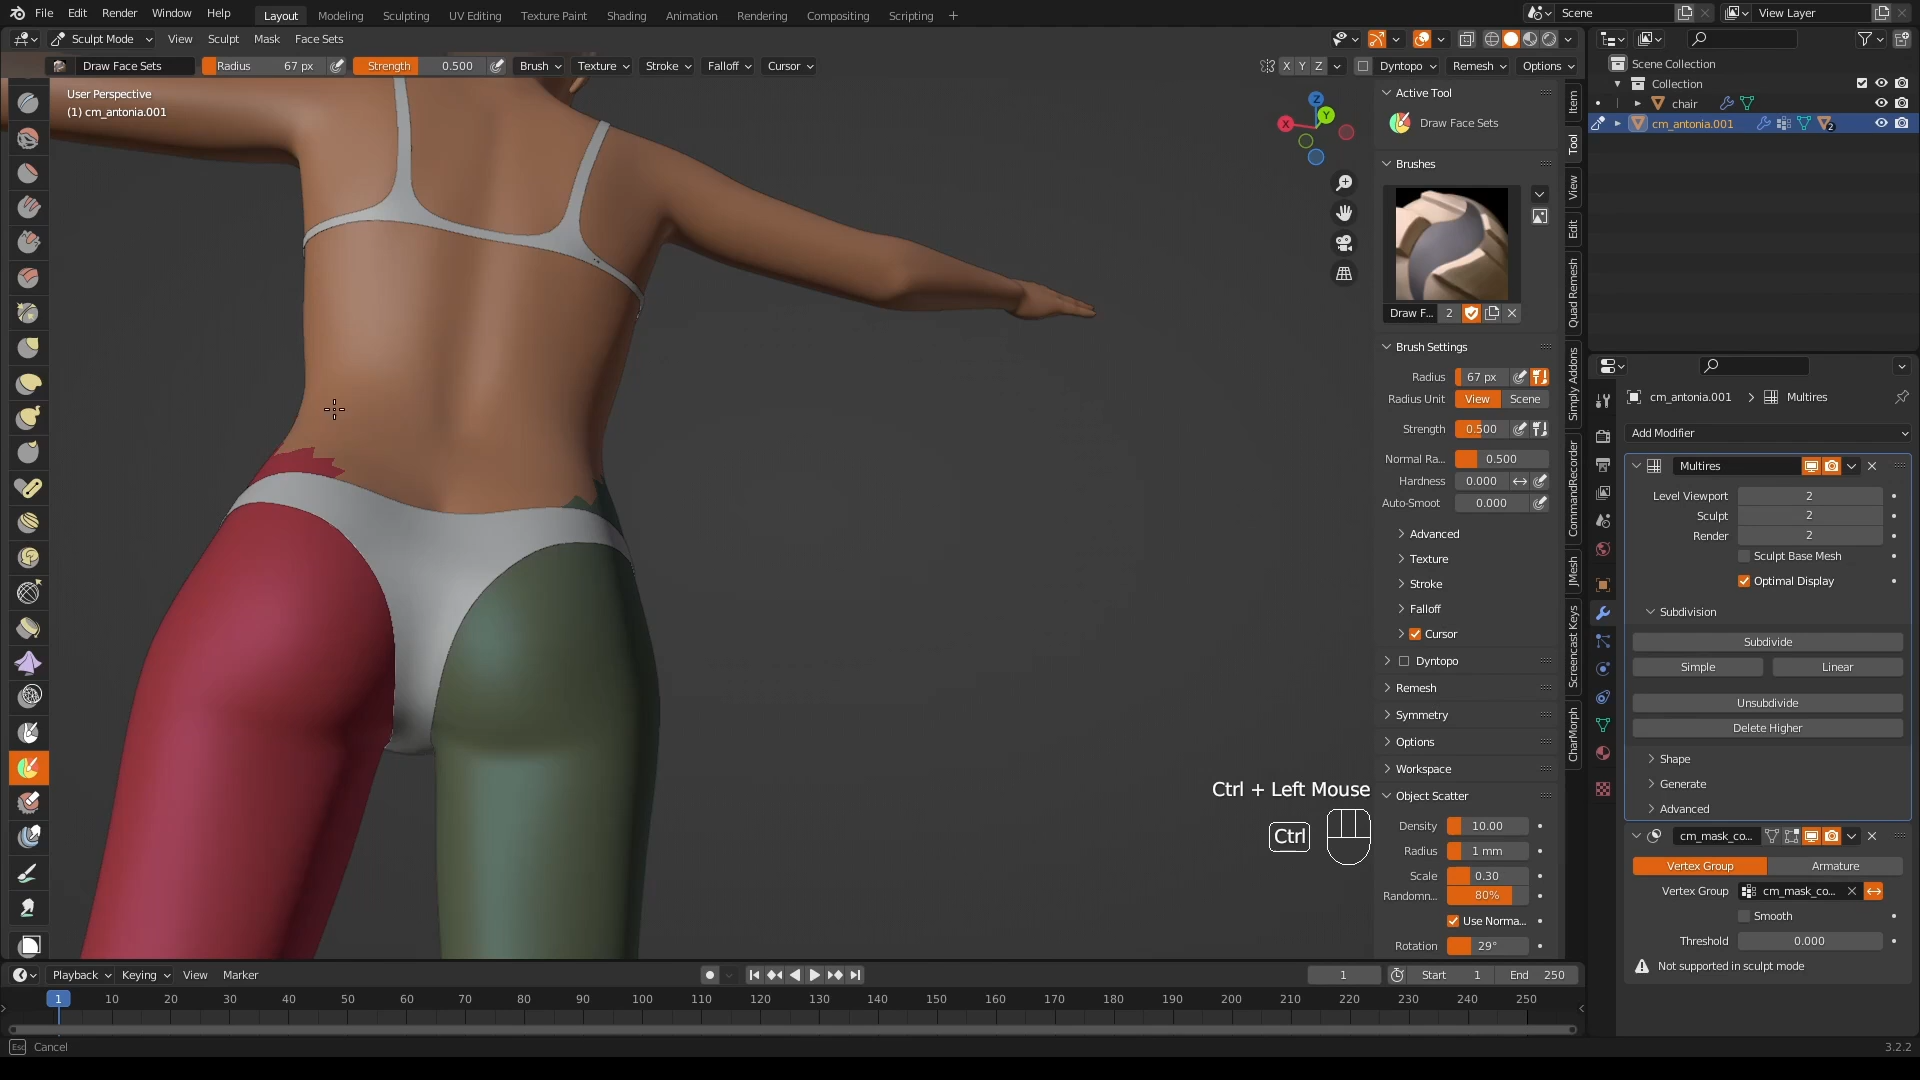 File Edit Render Window Help Layout Modeling Sculpting UV Editing Texture Paint Shading Animation Rendering Compositing Scripting + Scene View Layer
Sculpt Mode View Sculpt Mask Face Sets
Draw Face Sets Radius 67 px Strength 0.500 Brush Texture Stroke Falloff Cursor X Y Z Dyntopo Remesh Options
User Perspective
(1) cm_antonia.001
Z
Y
X
Active Tool
Draw Face Sets
Brushes
Draw F... 2
Brush Settings
Radius 67 px
Radius Unit View Scene
Strength 0.500
Normal Ra... 0.500
Hardness 0.000
Auto-Smoot 0.000
Advanced
Texture
Stroke
Falloff
Cursor
Dyntopo
Remesh
Symmetry
Options
Workspace
Object Scatter
Density 10.00
Radius 1 mm
Scale 0.30
Randomn... 80%
Use Norma...
Rotation 29°
Item
Tool
View
Edit
Quad Remesh
Simply Addons
CommandRecorder
JMesh
Screencast Keys
CharMorph
Ctrl + Left Mouse
Ctrl
Scene Collection
Collection
chair
cm_antonia.001
2
cm_antonia.001 > Multires
Add Modifier
Multires
Level Viewport 2
Sculpt 2
Render 2
Sculpt Base Mesh
Optimal Display
Subdivision
Subdivide
Simple Linear
Unsubdivide
Delete Higher
Shape
Generate
Advanced
cm_mask_co...
Vertex Group Armature
Vertex Group cm_mask_co...
Smooth
Threshold 0.000
Not supported in sculpt mode
Playback Keying View Marker 1 Start 1 End 250
1 10 20 30 40 50 60 70 80 90 100 110 120 130 140 150 160 170 180 190 200 210 220 230 240 250
Esc Cancel 3.2.2